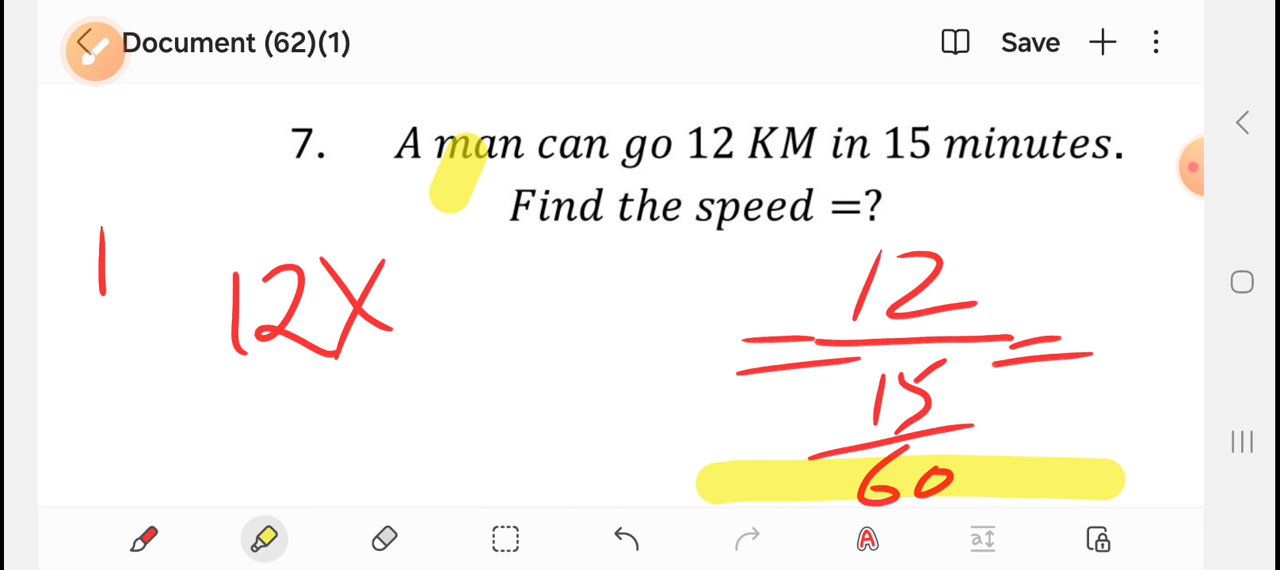 Document (62)(1)
Save
7. A man can go 12 KM in 15 minutes.
Find the speed =?
12X
= 12 =
15
60
A
a